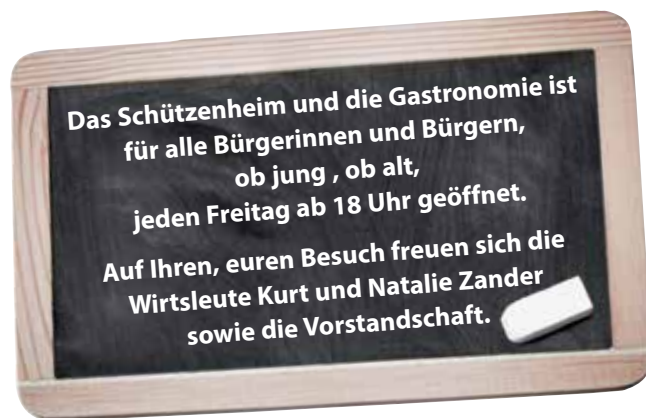 Das Schützenheim und die Gastronomie ist
für alle Bürgerinnen und Bürgern,
ob jung , ob alt,
jeden Freitag ab 18 Uhr geöffnet.
Auf Ihren, euren Besuch freuen sich die
Wirtsleute Kurt und Natalie Zander
sowie die Vorstandschaft.